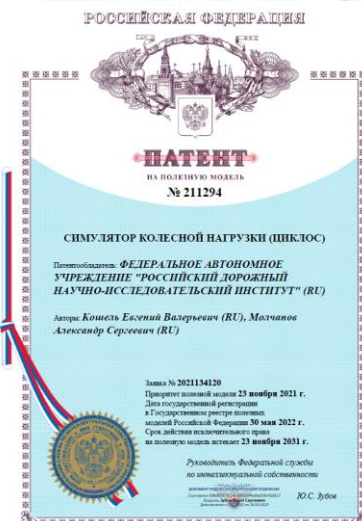 РОССИЙСКАЯ ФЕДЕРАЦИЯ
ПАТЕНТ
НА ПОЛЕЗНУЮ МОДЕЛЬ
№ 211294
СИМУЛЯТОР КОЛЕСНОЙ НАГРУЗКИ (ЦИКЛОС)
Патентообладатель: ФЕДЕРАЛЬНОЕ АВТОНОМНОЕ
УЧРЕЖДЕНИЕ "РОССИЙСКИЙ ДОРОЖНЫЙ
НАУЧНО-ИССЛЕДОВАТЕЛЬСКИЙ ИНСТИТУТ" (RU)
Авторы: Кошель Евгений Валерьевич (RU), Молчанов
Александр Сергеевич (RU)
Заявка № 2021134120
Приоритет полезной модели 23 ноября 2021 г.
Дата государственной регистрации
в Государственном реестре полезных
моделей Российской Федерации 30 мая 2022 г.
Срок действия исключительного права
на полезную модель истекает 23 ноября 2031 г.
Руководитель Федеральной службы
по интеллектуальной собственности
Ю.С. Зубов